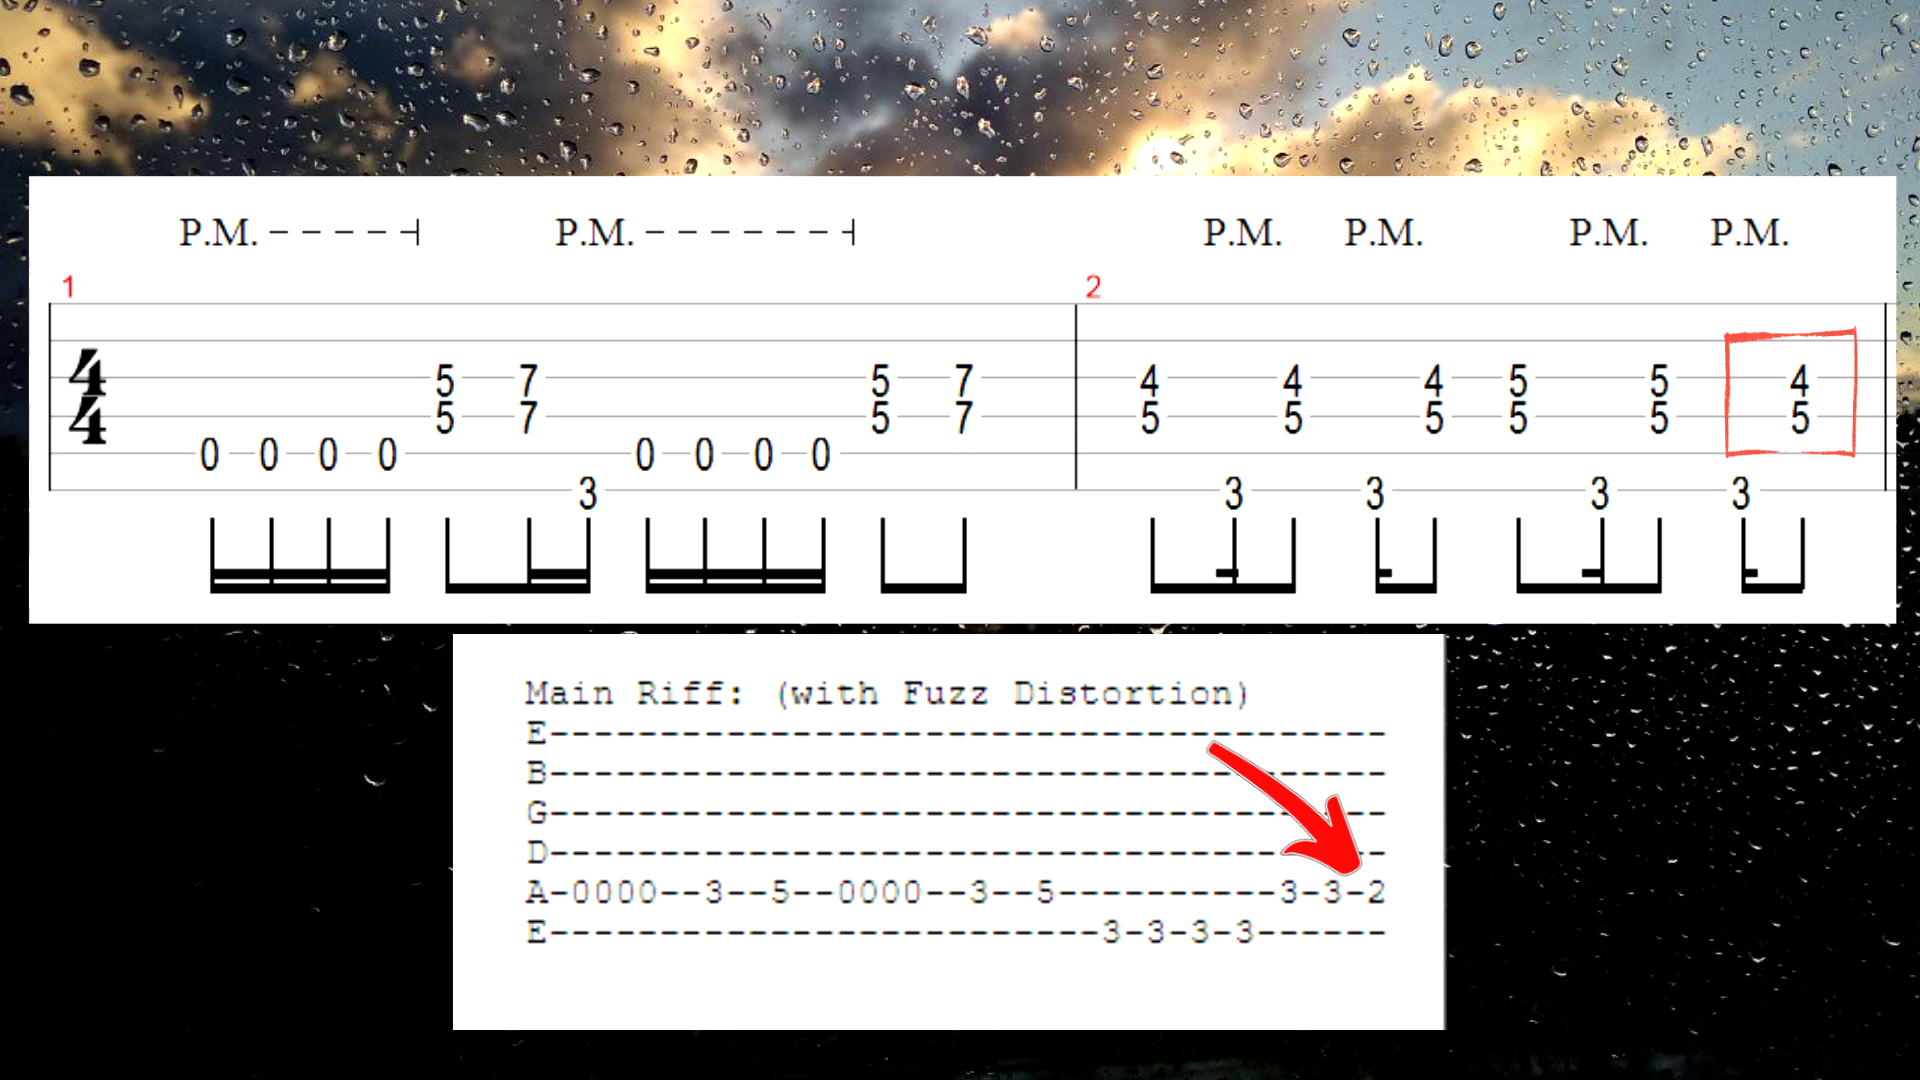 P.M. - - - - -| P.M. - - - - - - -| P.M. P.M. P.M. P.M.
1 2
4 5 7 5 7 4 4 4 5 5 4
4 5 7 5 7 5 5 5 5 5 5
0 0 0 0 0 0 0 0
3 3 3 3 3
Main Riff: (with Fuzz Distortion)
E--------------------------------------
B--------------------------------------
G--------------------------------------
D--------------------------------------
A-0000--3--5--0000--3--5----------3-3-2
E-------------------------3-3-3-3------